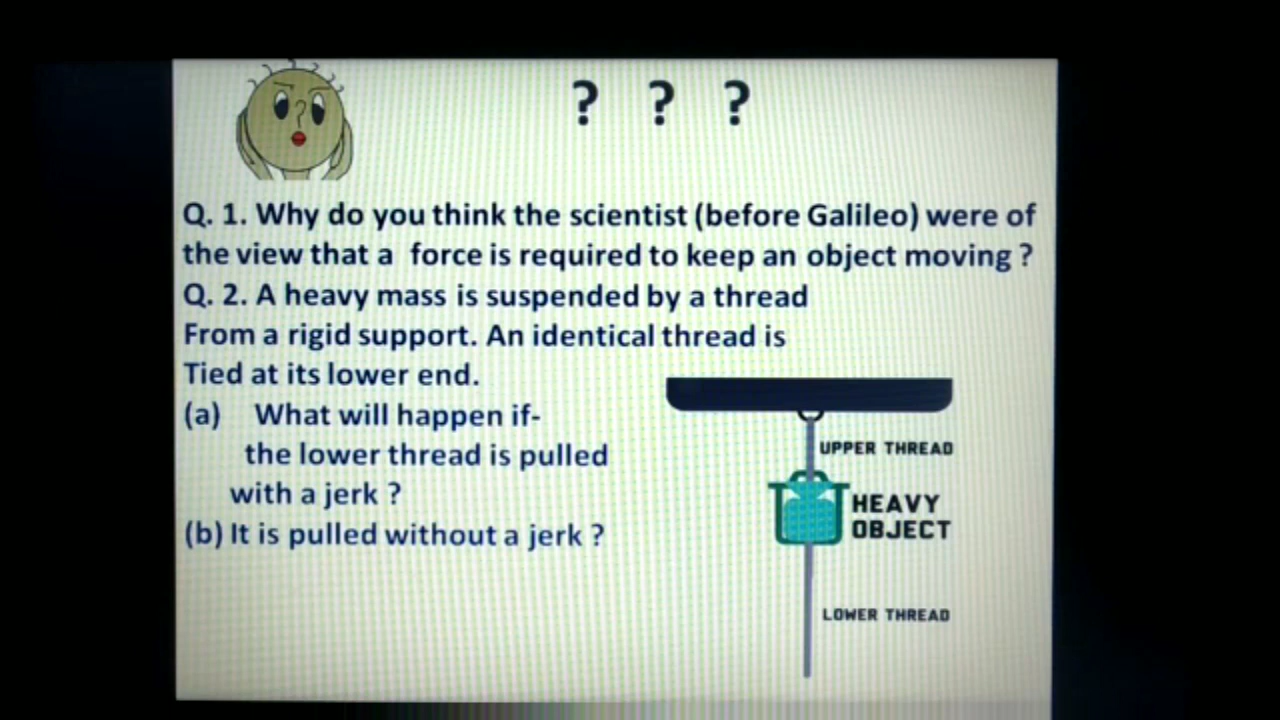 ? ? ?
Q. 1. Why do you think the scientist (before Galileo) were of
the view that a force is required to keep an object moving ?
Q. 2. A heavy mass is suspended by a thread
From a rigid support. An identical thread is
Tied at its lower end.
(a) What will happen if-
the lower thread is pulled
with a jerk ?
(b) It is pulled without a jerk ?
UPPER THREAD
HEAVY
OBJECT
LOWER THREAD